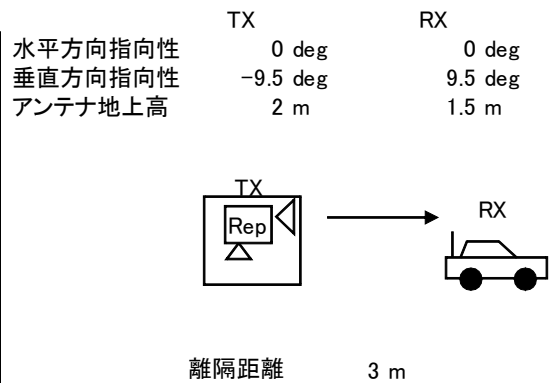 TX RX
水平方向指向性 0 deg 0 deg
垂直方向指向性 -9.5 deg 9.5 deg
アンテナ地上高 2 m 1.5 m
TX
Rep
RX
離隔距離 3 m